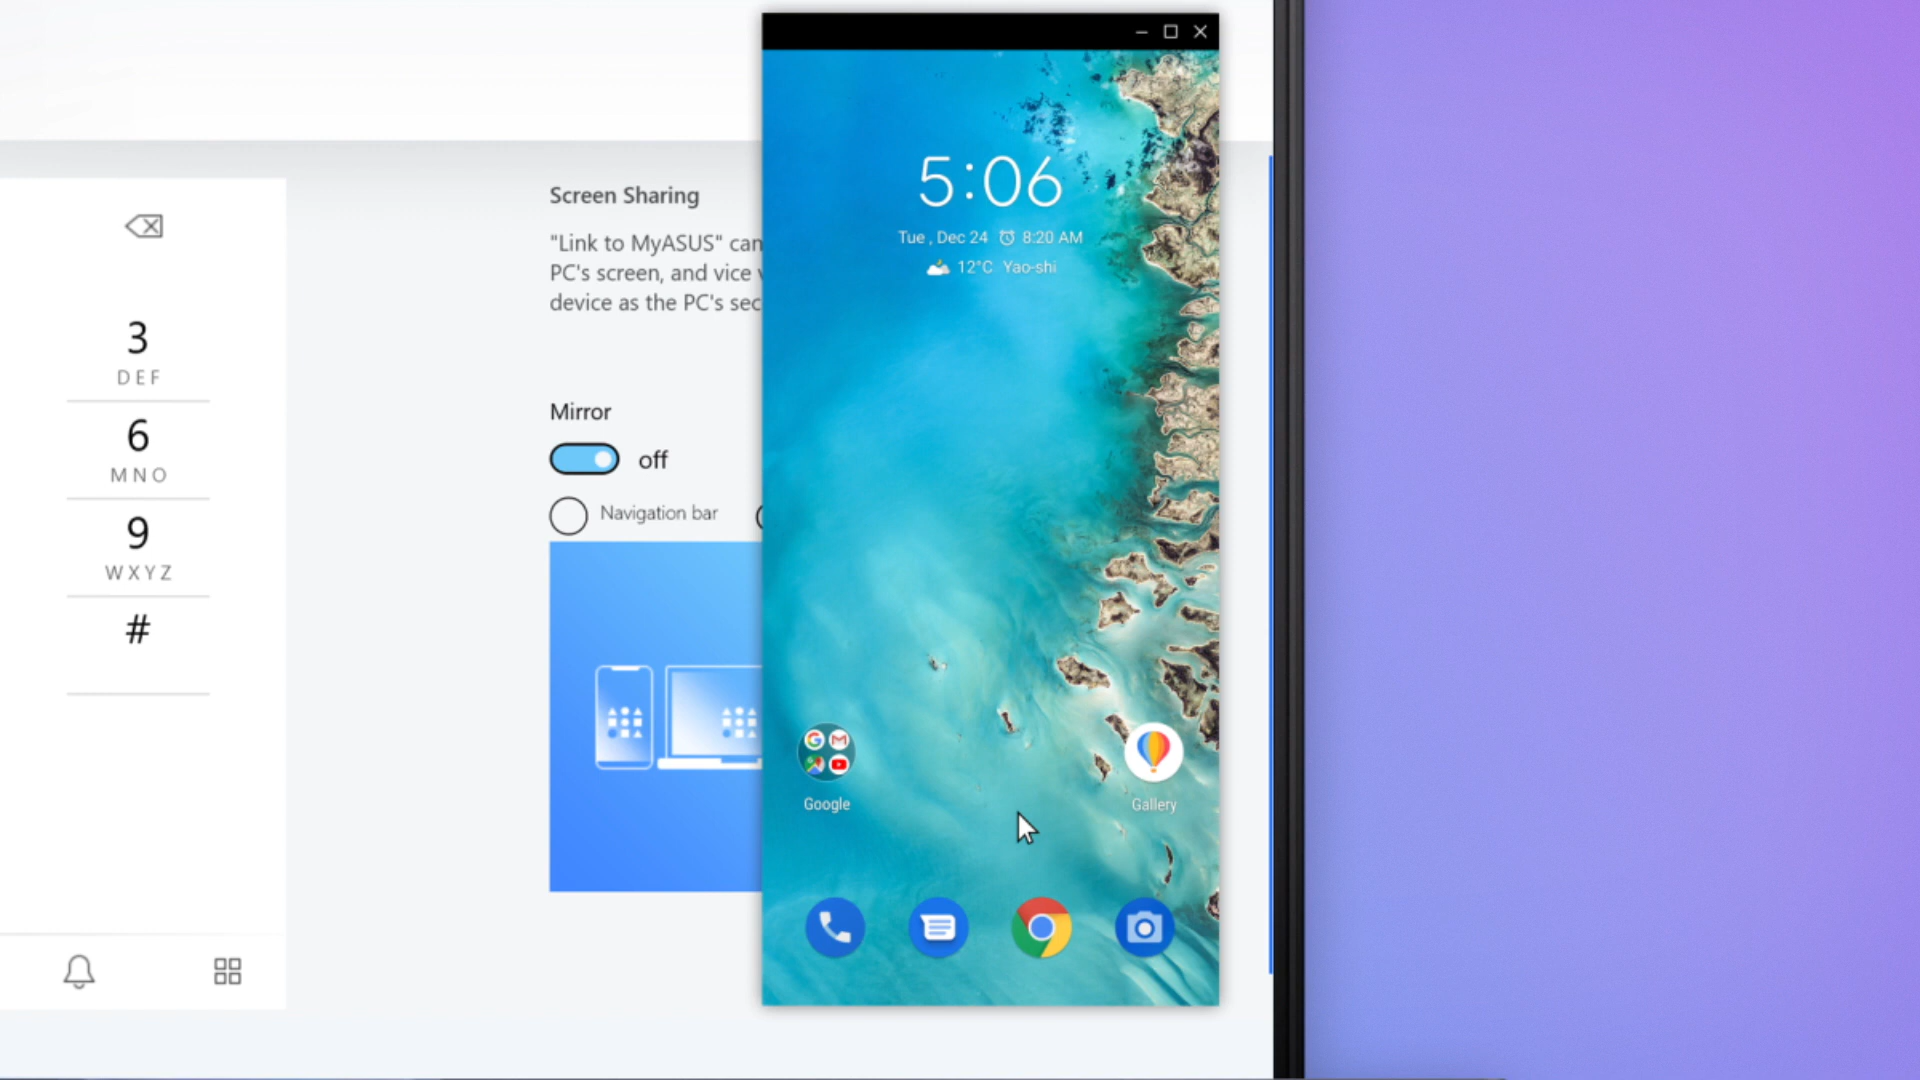 3
DEF
6
MNO
9
WXYZ
#
Screen Sharing
"Link to MyASUS" can
PC's screen, and vice
device as the PC's sec
Mirror
off
Navigation bar
5:06
Tue , Dec 24 8:20 AM
12°C Yao-shi
Google
Gallery